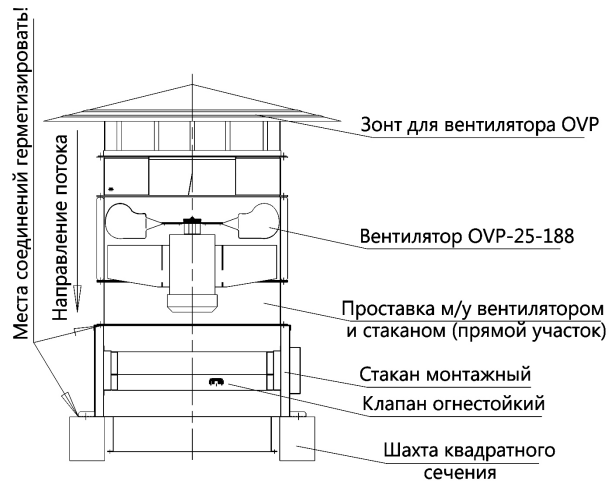 Места соединений герметизировать!
Направление потока
Зонт для вентилятора OVP
Вентилятор OVP-25-188
Проставка м/у вентилятором
и стаканом (прямой участок)
Стакан монтажный
Клапан огнестойкий
Шахта квадратного
сечения